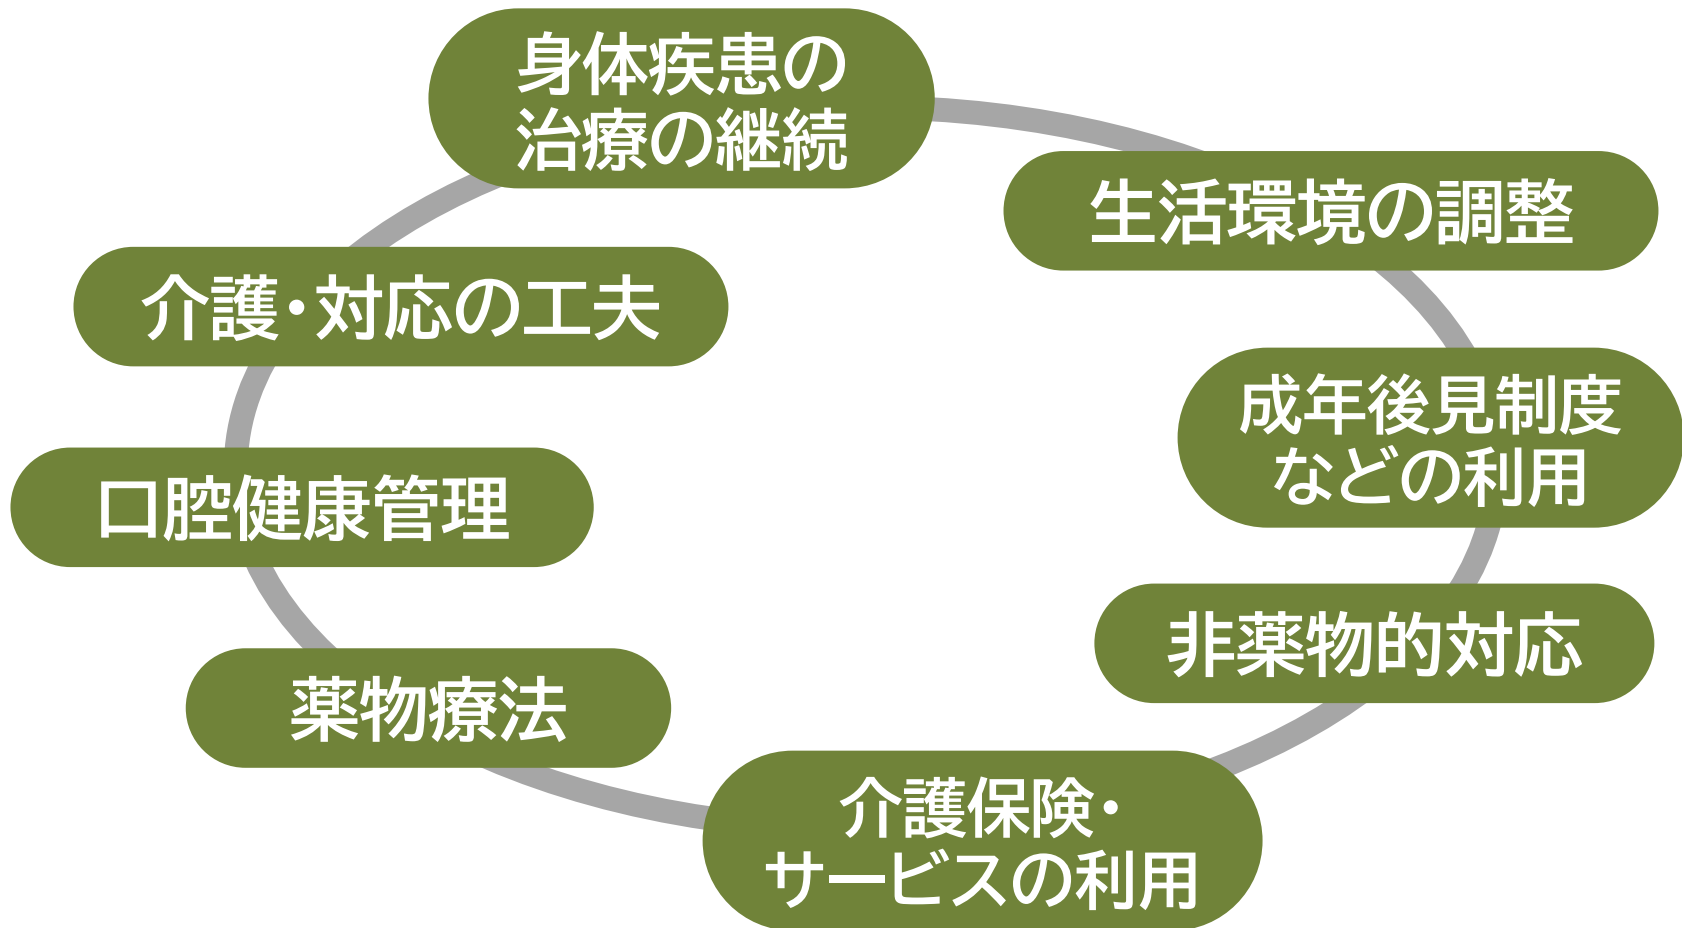 身体疾患の
治療の継続
生活環境の調整
介護・対応の工夫
成年後見制度
などの利用
口腔健康管理
非薬物的対応
薬物療法
介護保険・
サービスの利用